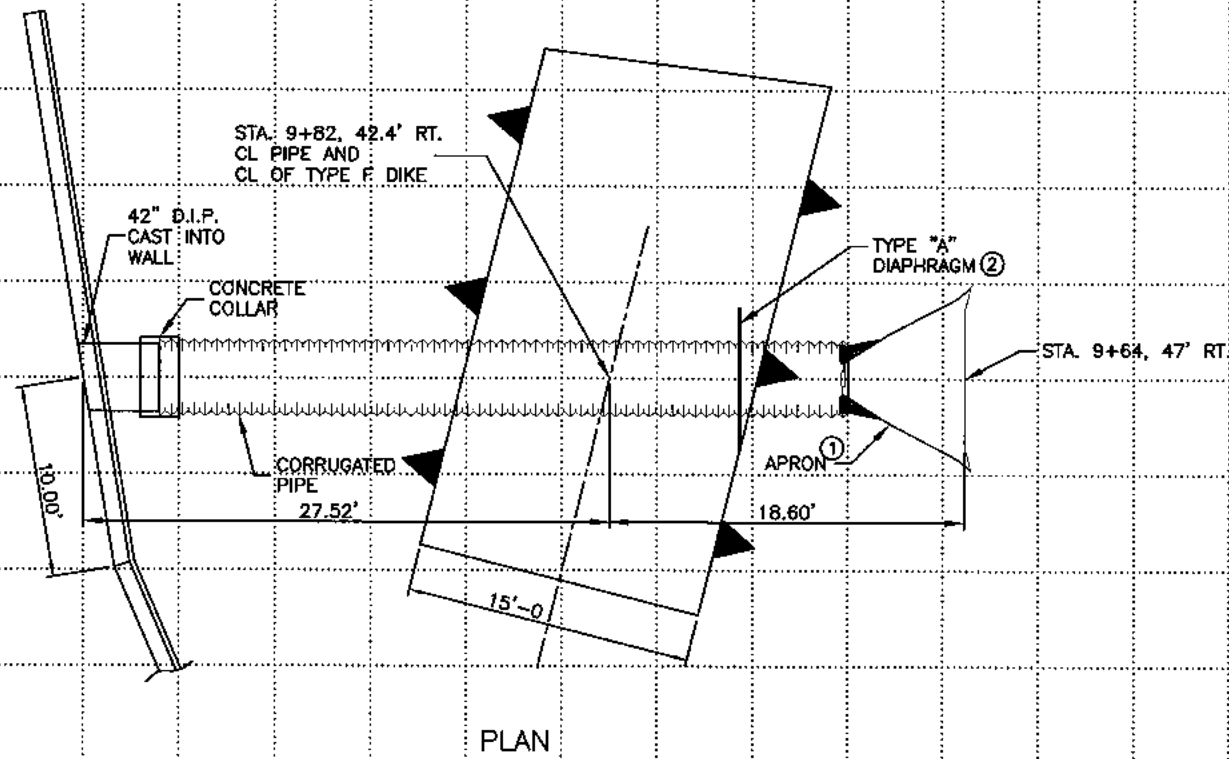 STA. 9+82, 42.4' RT.
CL PIPE AND
CL OF TYPE F DIKE
42" D.I.P.
CAST INTO
WALL
CONCRETE
COLLAR
TYPE "A"
DIAPHRAGM ②
STA. 9+64, 47' RT
CORRUGATED
PIPE
APRON ①
10.00'
27.52'
18.60'
15'-0
PLAN